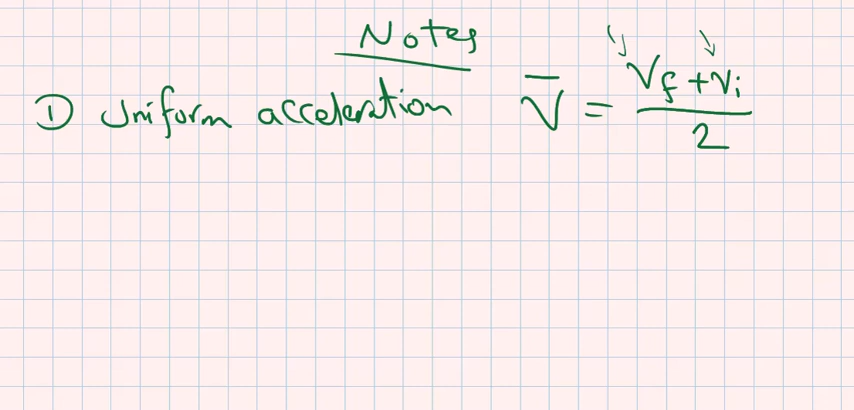 Notes
① Uniform acceleration V̄ = (Vf + Vi) / 2